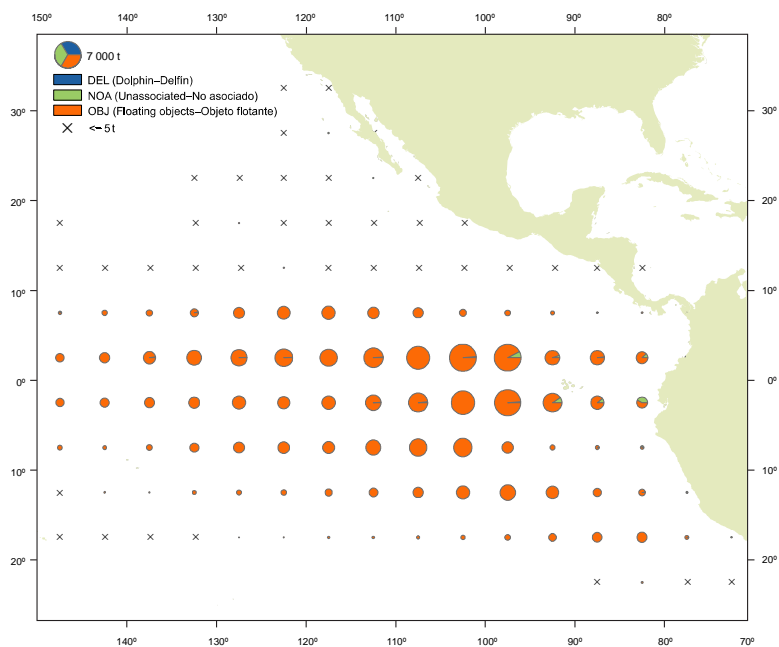 150º 140º 130º 120º 110º 100º 90º 80º
7 000 t
DEL (Dolphin–Delfín)
NOA (Unassociated–No asociado)
OBJ (Floating objects–Objeto flotante)
<= 5 t
30º 30º
20º 20º
10º 10º
0º 0º
10º 10º
20º 20º
140º 130º 120º 110º 100º 90º 80º 70º